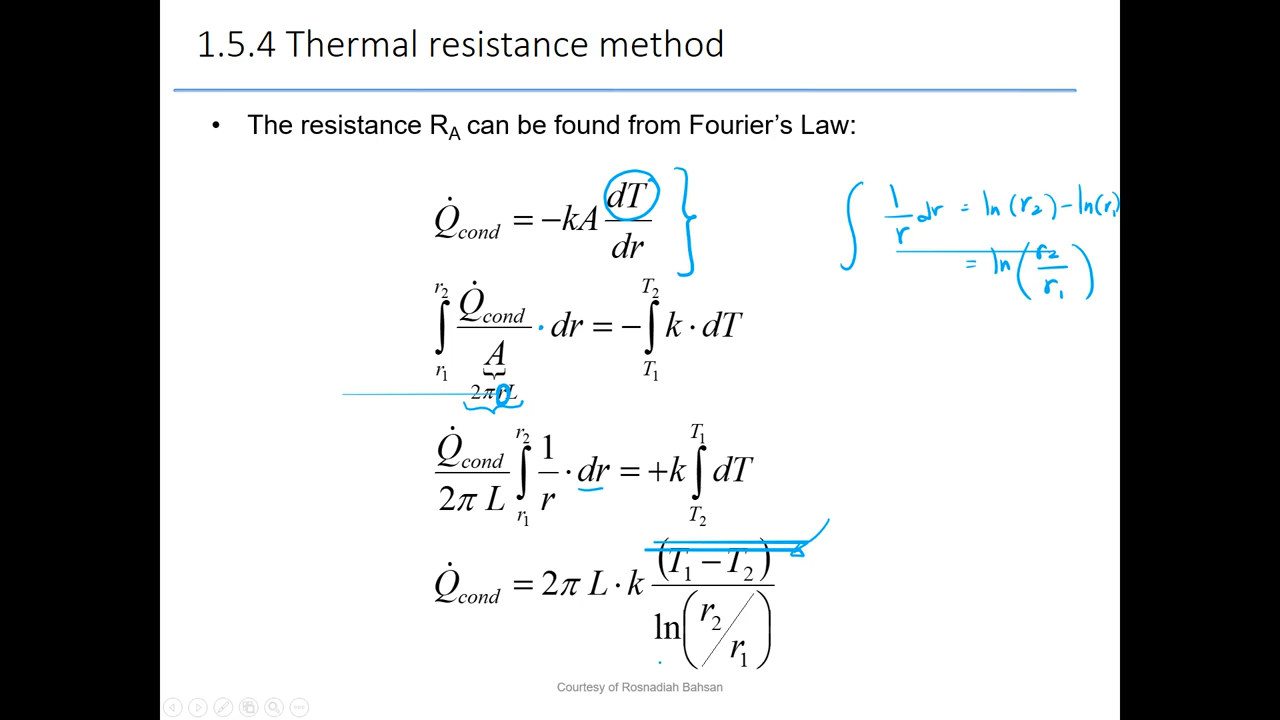 1.5.4 Thermal resistance method
• The resistance R_A can be found from Fourier's Law:
Q̇_cond = −kA dT/dr
∫_{r₁}^{r₂} Q̇_cond/A · dr = − ∫_{T₁}^{T₂} k · dT
2πrL
Q̇_cond/2π L ∫_{r₁}^{r₂} 1/r · dr = +k ∫_{T₂}^{T₁} dT
Q̇_cond = 2π L · k (T₁ − T₂)/ln(r₂/r₁)
∫ 1/r dr = ln(r₂) − ln(r₁)
= ln(r₂/r₁)
Courtesy of Rosnadiah Bahsan